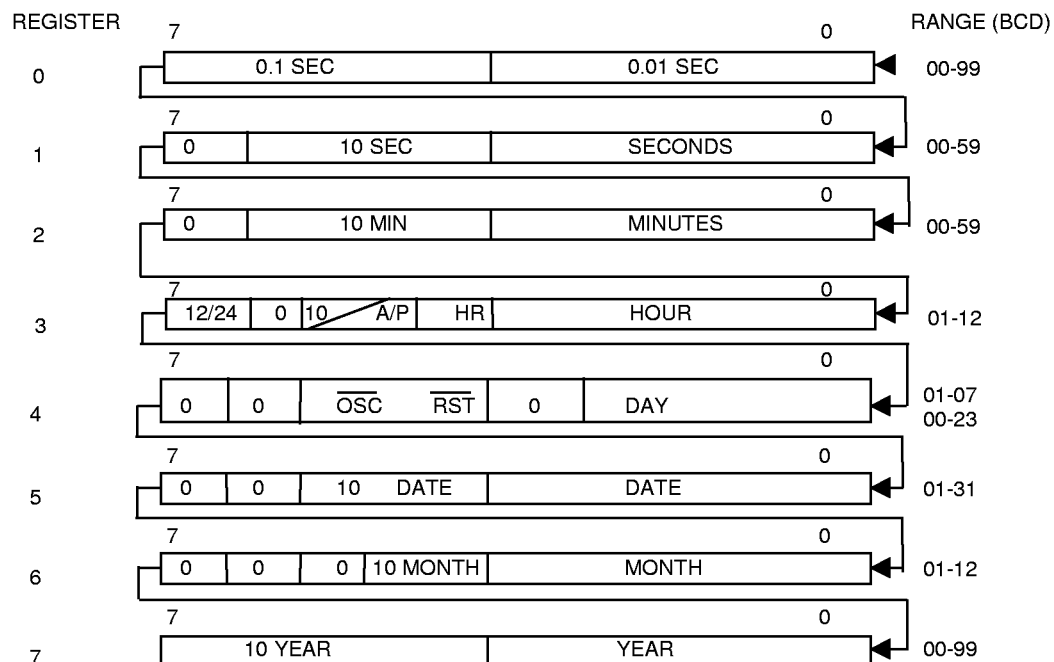 REGISTER 7 0 RANGE (BCD)
0 0.1 SEC 0.01 SEC 00-99
7 0
1 0 10 SEC SECONDS 00-59
7 0
2 0 10 MIN MINUTES 00-59
7 0
3 12/24 0 10 A/P HR HOUR 01-12
7 0
4 0 0 OSC RST 0 DAY 01-07
00-23
7 0
5 0 0 10 DATE DATE 01-31
7 0
6 0 0 0 10 MONTH MONTH 01-12
7 0
7 10 YEAR YEAR 00-99